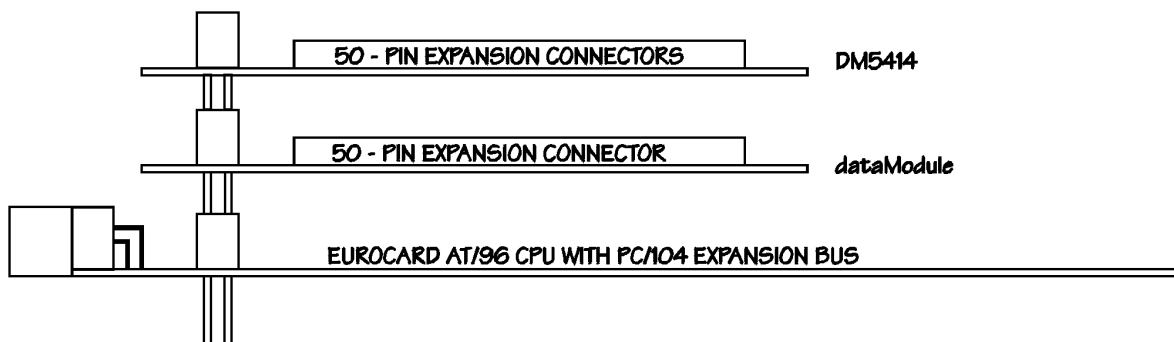 50 - PIN EXPANSION CONNECTORS
DM5414
50 - PIN EXPANSION CONNECTOR
dataModule
EUROCARD AT/96 CPU WITH PC/104 EXPANSION BUS